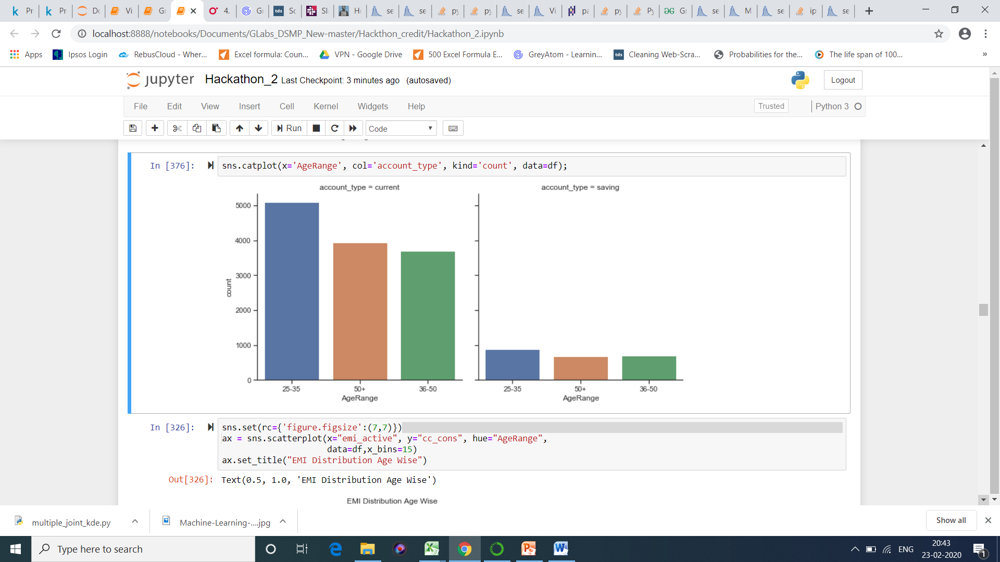 Pr
Pr
Dc
Vi
Gr
4.
Gr
tds
Sc
Sl
Hc
se
se
py
py
se
Vi
pa
py
Py
Gr
se
M
se
ip
se
localhost:8888/notebooks/Documents/GLabs_DSMP_New-master/Hackthon_credit/Hackathon_2.ipynb
Apps
Ipsos Login
RebusCloud - Wher...
Excel formula: Coun...
VPN - Google Drive
500 Excel Formula E...
GreyAtom - Learnin...
tds
Cleaning Web-Scra...
Probabilities for the...
The life span of 100...
»
jupyter Hackathon_2 Last Checkpoint: 3 minutes ago (autosaved)
Logout
File Edit View Insert Cell Kernel Widgets Help
Trusted
Python 3
Run
Code
In [376]: sns.catplot(x='AgeRange', col='account_type', kind='count', data=df);
account_type = current
account_type = saving
5000
4000
3000
2000
1000
0
count
25-35 50+ 36-50
AgeRange
25-35 50+ 36-50
AgeRange
In [326]: sns.set(rc={'figure.figsize':(7,7)})
ax = sns.scatterplot(x="emi_active", y="cc_cons", hue="AgeRange",
data=df,x_bins=15)
ax.set_title("EMI Distribution Age Wise")
Out[326]: Text(0.5, 1.0, 'EMI Distribution Age Wise')
EMI Distribution Age Wise
multiple_joint_kde.py
Machine-Learning-....jpg
Show all
Type here to search
ENG
20:43
23-02-2020
1